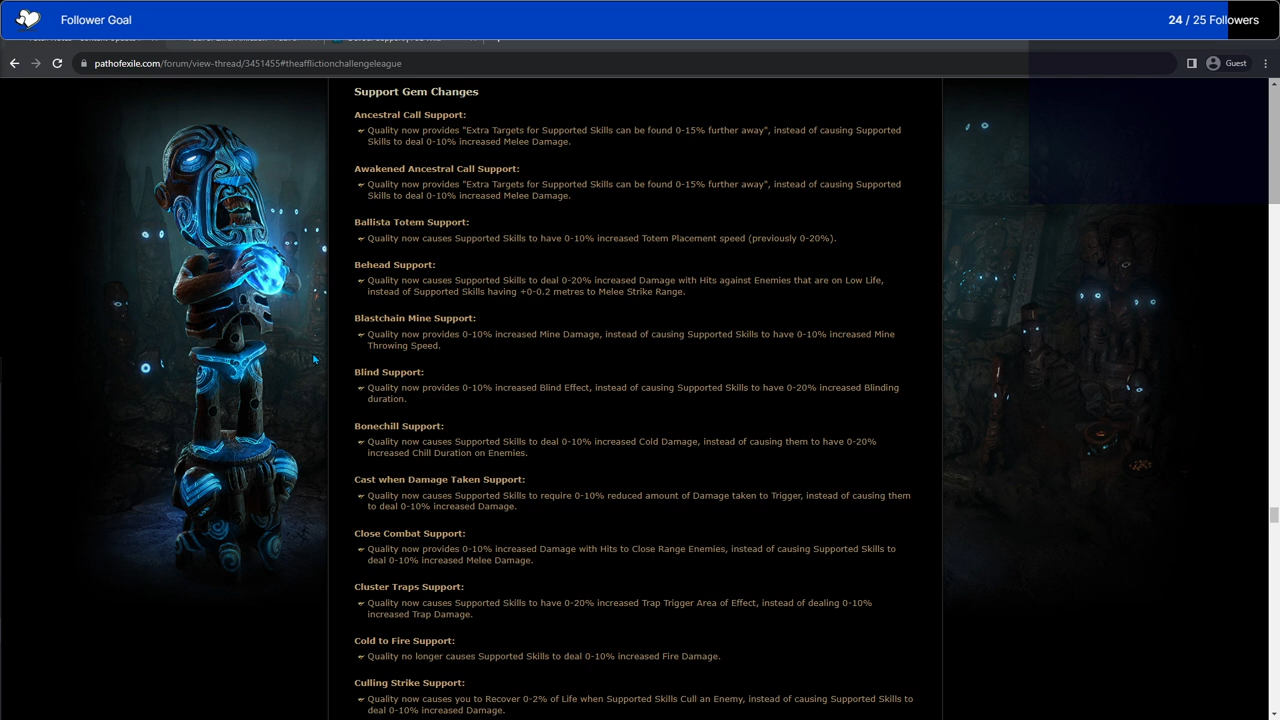 Follower Goal
24 / 25 Followers
pathofexile.com/forum/view-thread/3451455#theafflictionchallengeleague
Guest
Support Gem Changes
Ancestral Call Support:
Quality now provides "Extra Targets for Supported Skills can be found 0-15% further away", instead of causing Supported
Skills to deal 0-10% increased Melee Damage.
Awakened Ancestral Call Support:
Quality now provides "Extra Targets for Supported Skills can be found 0-15% further away", instead of causing Supported
Skills to deal 0-10% increased Melee Damage.
Ballista Totem Support:
Quality now causes Supported Skills to have 0-10% increased Totem Placement speed (previously 0-20%).
Behead Support:
Quality now causes Supported Skills to deal 0-20% increased Damage with Hits against Enemies that are on Low Life,
instead of Supported Skills having +0-0.2 metres to Melee Strike Range.
Blastchain Mine Support:
Quality now provides 0-10% increased Mine Damage, instead of causing Supported Skills to have 0-10% increased Mine
Throwing Speed.
Blind Support:
Quality now provides 0-10% increased Blind Effect, instead of causing Supported Skills to have 0-20% increased Blinding
duration.
Bonechill Support:
Quality now causes Supported Skills to deal 0-10% increased Cold Damage, instead of causing them to have 0-20%
increased Chill Duration on Enemies.
Cast when Damage Taken Support:
Quality now causes Supported Skills to require 0-10% reduced amount of Damage taken to Trigger, instead of causing them
to deal 0-10% increased Damage.
Close Combat Support:
Quality now provides 0-10% increased Damage with Hits to Close Range Enemies, instead of causing Supported Skills to
deal 0-10% increased Melee Damage.
Cluster Traps Support:
Quality now causes Supported Skills to have 0-20% increased Trap Trigger Area of Effect, instead of dealing 0-10%
increased Trap Damage.
Cold to Fire Support:
Quality no longer causes Supported Skills to deal 0-10% increased Fire Damage.
Culling Strike Support:
Quality now causes you to Recover 0-2% of Life when Supported Skills Cull an Enemy, instead of causing Supported Skills to
deal 0-10% increased Damage.